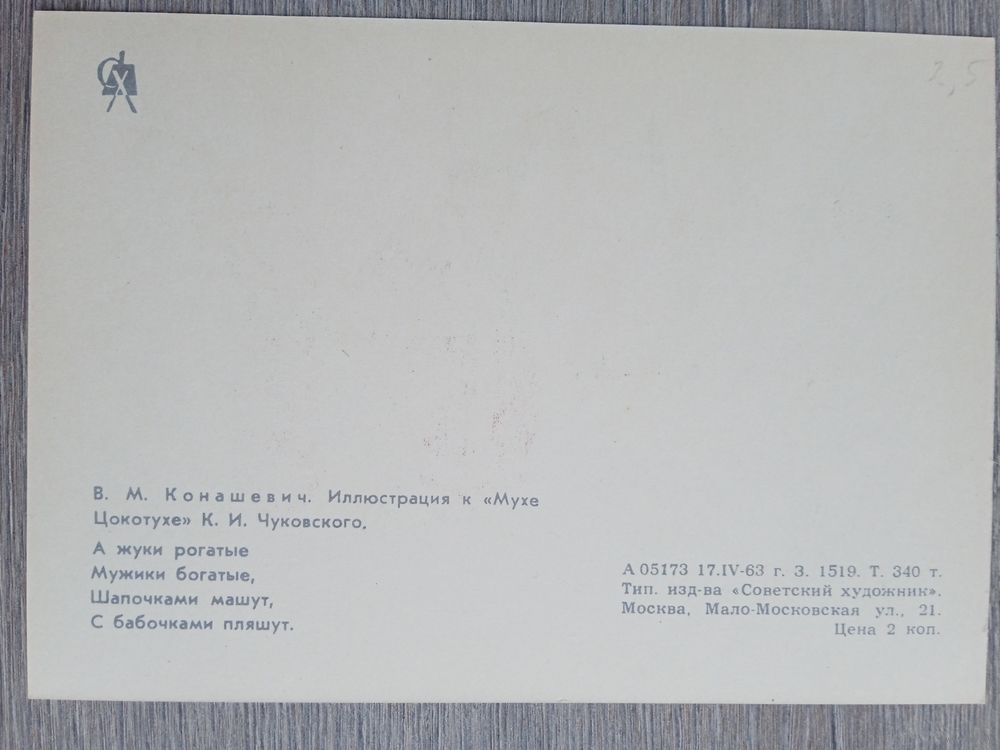 СХ
2,5
В. М. Конашевич. Иллюстрация к «Мухе
Цокотухе» К. И. Чуковского.
А жуки рогатые
Мужики богатые,
Шапочками машут,
С бабочками пляшут.
А 05173 17.IV-63 г. З. 1519. Т. 340 т.
Тип. изд-ва «Советский художник».
Москва, Мало-Московская ул., 21.
Цена 2 коп.